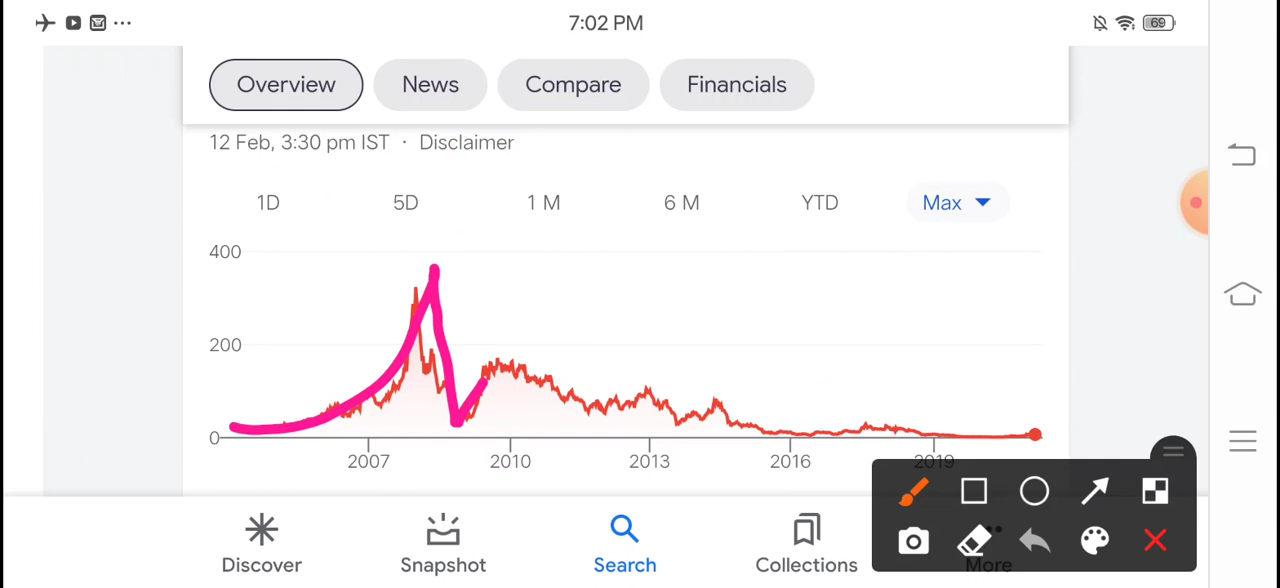 7:02 PM
69
Overview News Compare Financials
12 Feb, 3:30 pm IST · Disclaimer
1D 5D 1 M 6 M YTD Max
400
200
0
2007 2010 2013 2016 2019
Discover Snapshot Search Collections More